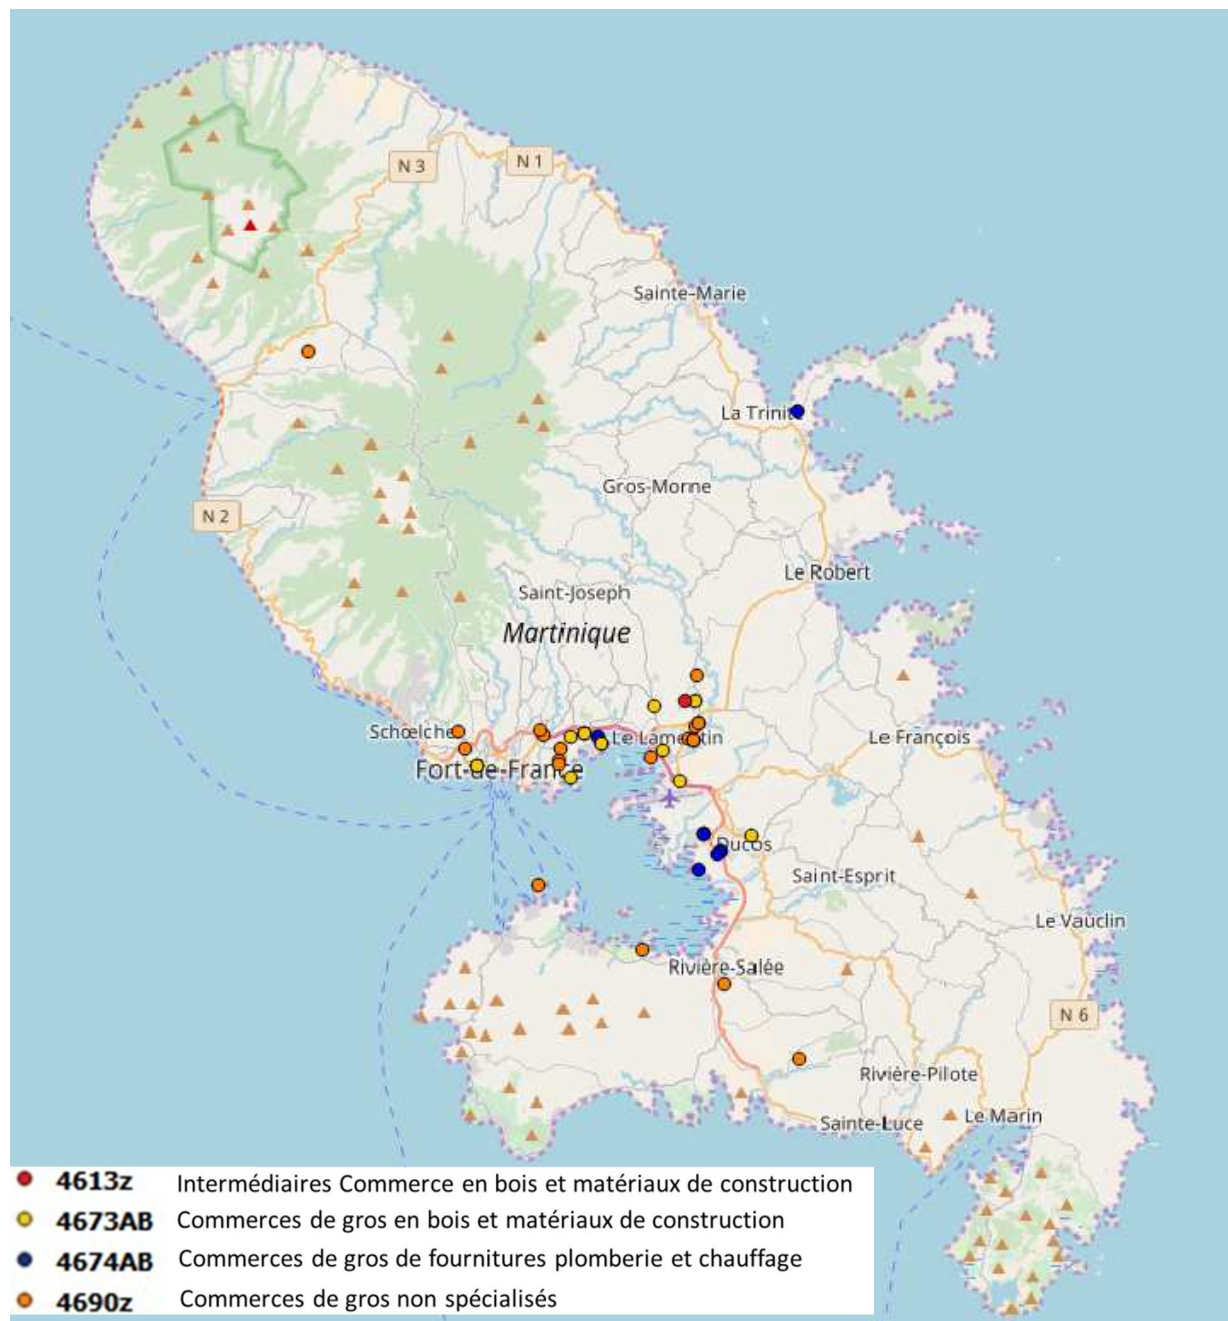 N 3
N 1
Sainte-Marie
La Trinité
Gros-Morne
N 2
Le Robert
Saint-Joseph
Martinique
Schœlcher
Le Lamentin
Le François
Fort-de-France
Ducos
Saint-Esprit
Le Vauclin
Rivière-Salée
N 6
Rivière-Pilote
Le Marin
Sainte-Luce
4613z Intermédiaires Commerce en bois et matériaux de construction
4673AB Commerces de gros en bois et matériaux de construction
4674AB Commerces de gros de fournitures plomberie et chauffage
4690z Commerces de gros non spécialisés